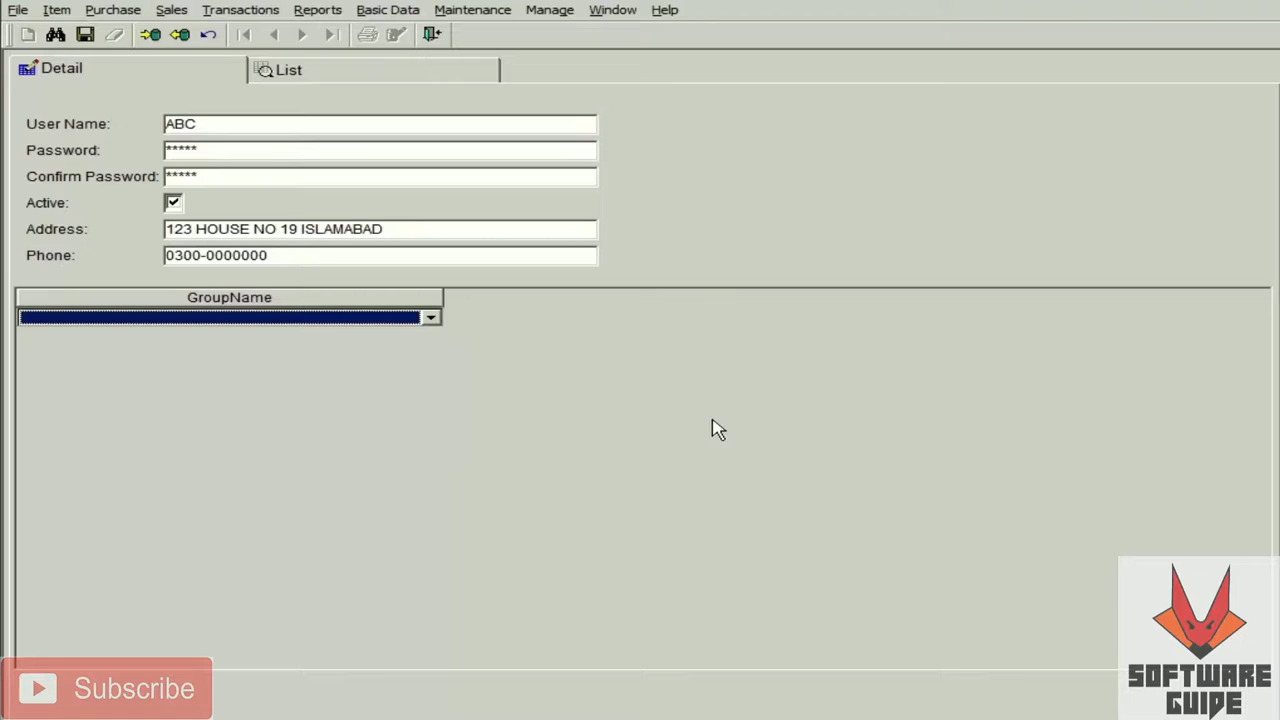 File Item Purchase Sales Transactions Reports Basic Data Maintenance Manage Window Help
Detail List
User Name: ABC
Password: *****
Confirm Password: *****
Active:
Address: 123 HOUSE NO 19 ISLAMABAD
Phone: 0300-0000000
GroupName
Subscribe
SOFTWARE
GUIDE